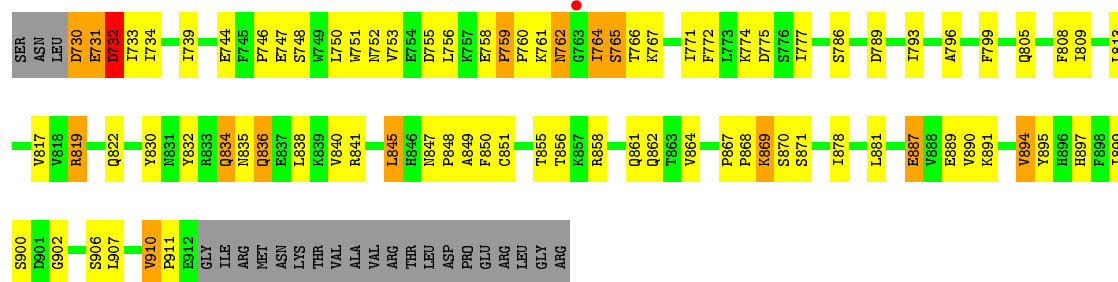 SER ASN LEU D730 E731 D732 I733 I734 I739 E744 F745 P746 E747 S748 W749 L750 W751 N752 V753 E754 D755 L756 K757 E758 P759 P760 K761 N762 G763 I764 S765 T766 K767 I771 F772 L773 K774 D775 S776 I777 S786 D789 I793 A796 F799 Q805 F808 I809
V817 V818 R819 Q822 Y830 N831 Y832 R833 Q834 N835 Q836 E837 L838 K839 V840 R841 L845 H846 N847 P848 A849 F850 C851 T855 T856 K857 R858 Q861 Q862 T863 V864 P867 P868 K869 S870 S871 I878 L881 E887 V888 E889 V890 K891 V894 Y895 H896 H897 F898
S900 D901 G902 S906 L907 V910 P911 E912 GLY ILE ARG MET ASN LYS THR VAL ALA VAL ARG THR LEU ASP PRO GLU ARG LEU GLY ARG